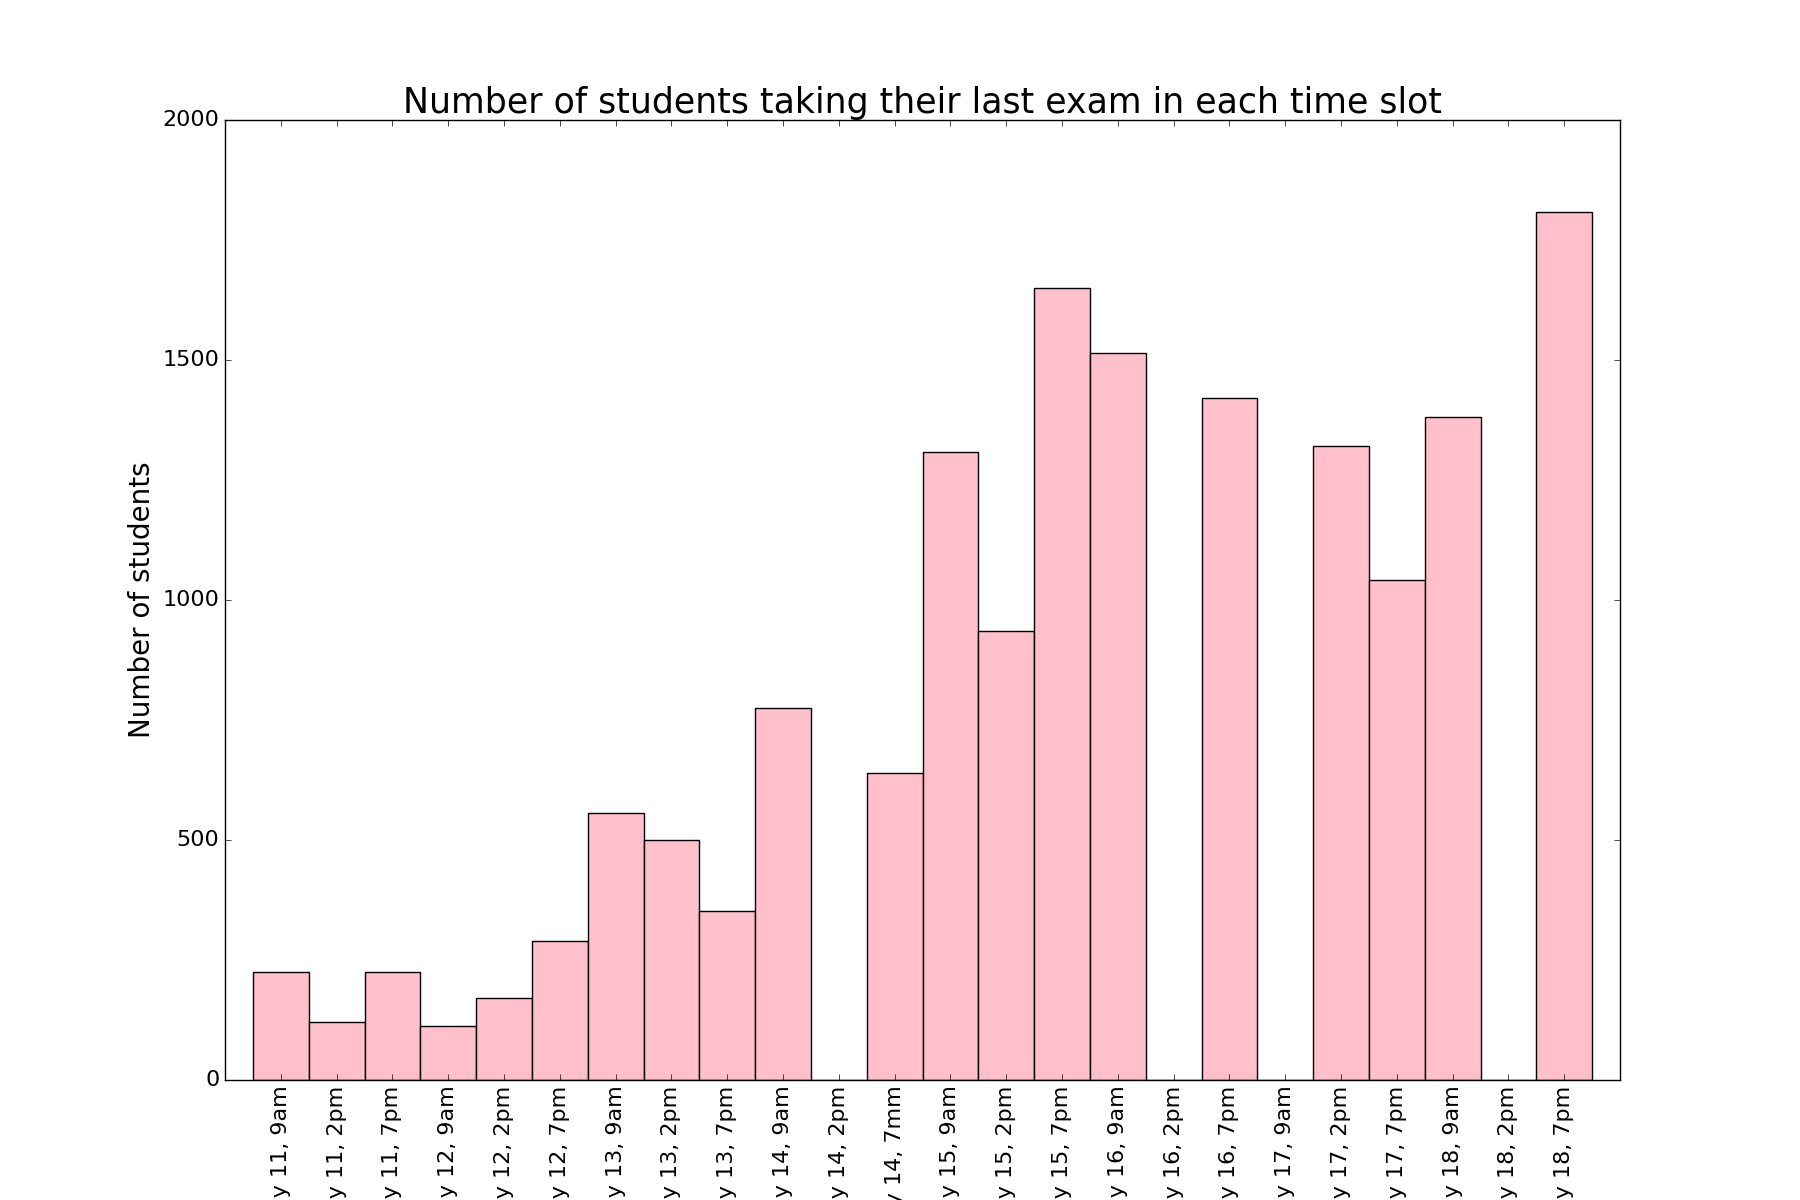 Number of students taking their last exam in each time slot
Number of students
2000
1500
1000
500
0
y 11, 9am
y 11, 2pm
y 11, 7pm
y 12, 9am
y 12, 2pm
y 12, 7pm
y 13, 9am
y 13, 2pm
y 13, 7pm
y 14, 9am
y 14, 2pm
y 14, 7mm
y 15, 9am
y 15, 2pm
y 15, 7pm
y 16, 9am
y 16, 2pm
y 16, 7pm
y 17, 9am
y 17, 2pm
y 17, 7pm
y 18, 9am
y 18, 2pm
y 18, 7pm